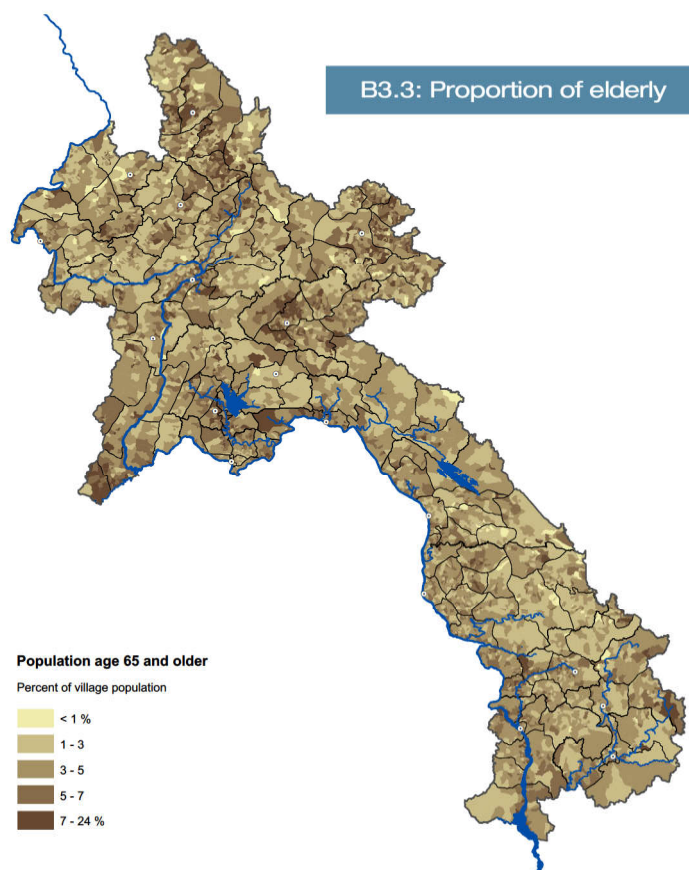 B3.3: Proportion of elderly
Population age 65 and older
Percent of village population
< 1 %
1 - 3
3 - 5
5 - 7
7 - 24 %